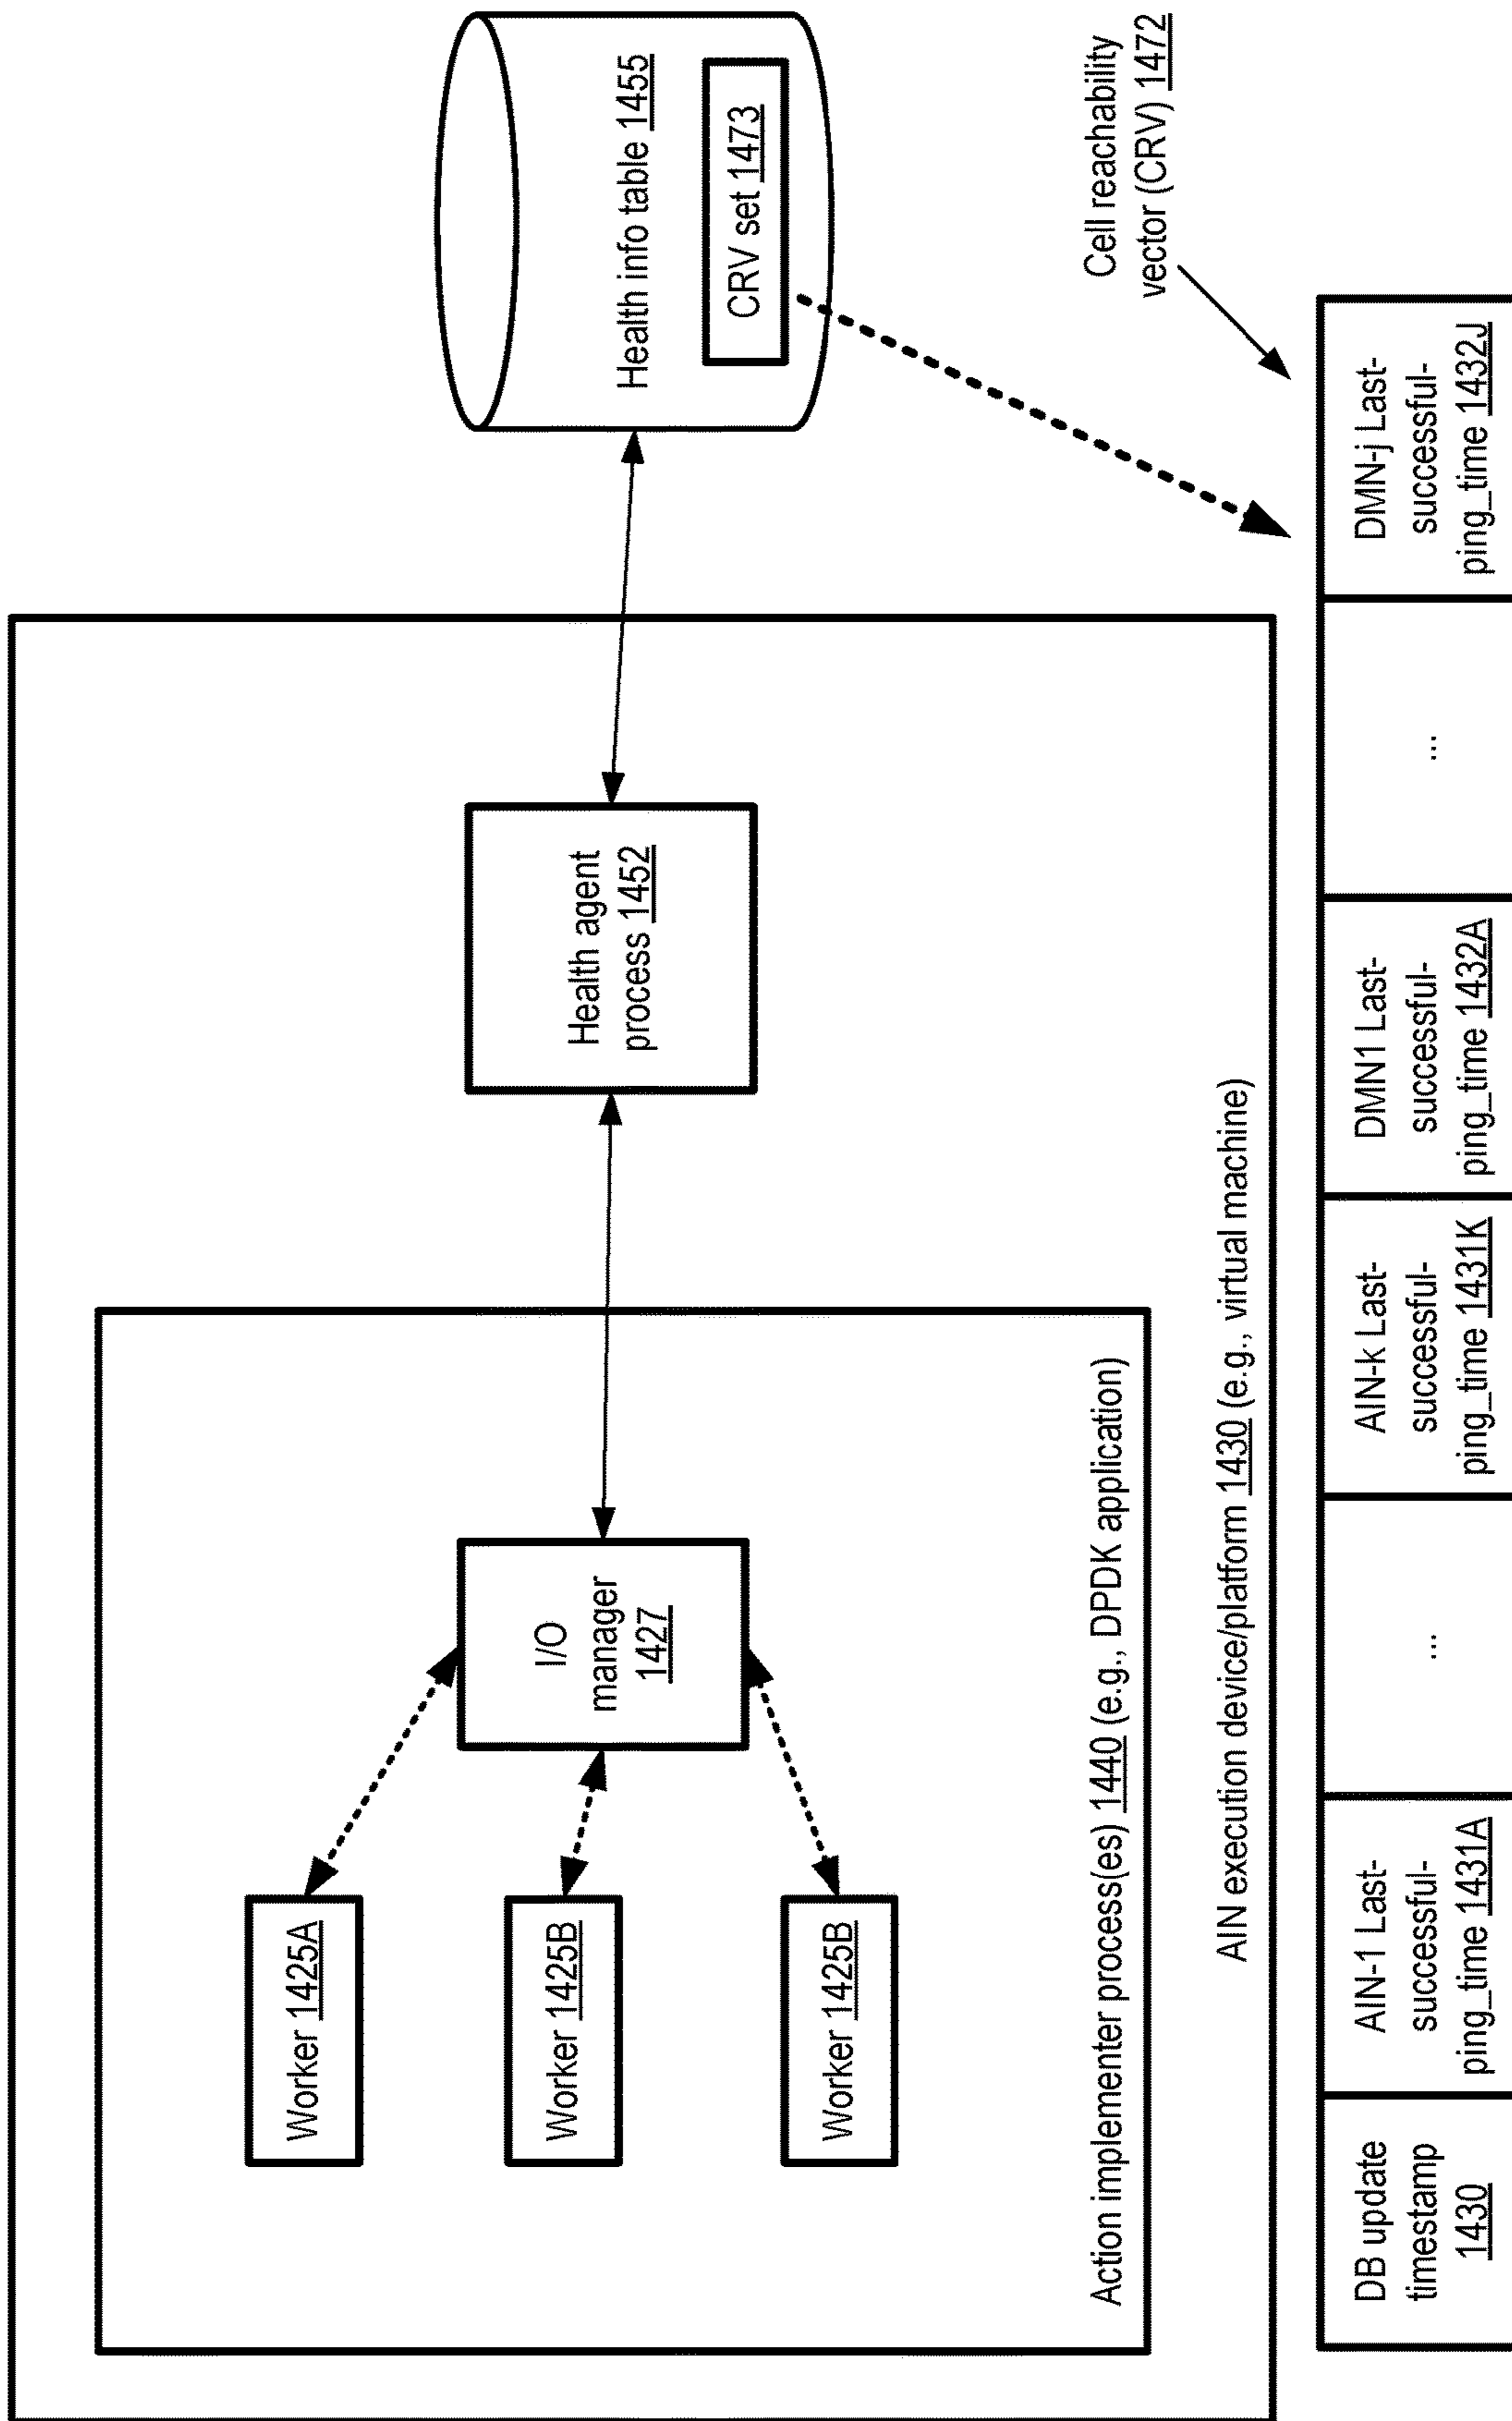 Worker 1425A
Worker 1425B
Worker 1425B
I/O
manager
1427
Action implementer process(es) 1440 (e.g., DPDK application)
Health agent
process 1452
AIN execution device/platform 1430 (e.g., virtual machine)
Health info table 1455
CRV set 1473
Cell reachability
vector (CRV) 1472
DB update
timestamp
1430
AIN-1 Last-
successful-
ping_time 1431A
...
AIN-k Last-
successful-
ping_time 1431K
DMN1 Last-
successful-
ping_time 1432A
...
DMN-j Last-
successful-
ping_time 1432J